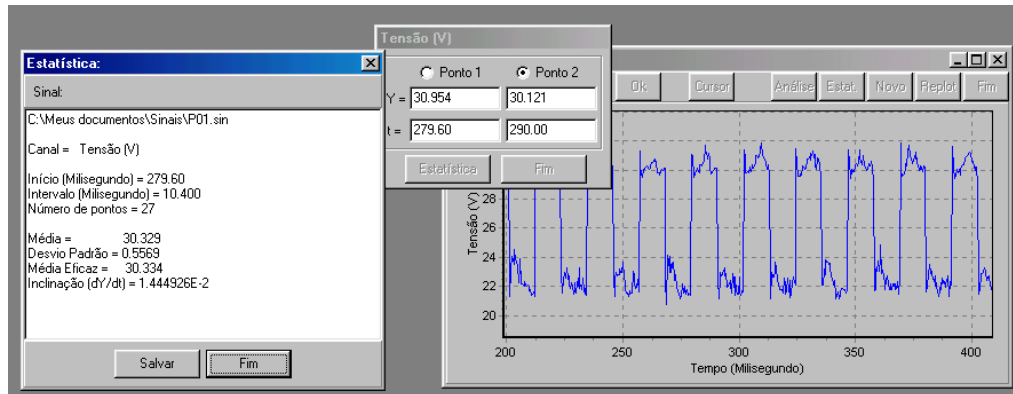 Estatística:
Sinal:
C:\Meus documentos\Sinais\P01.sin
Canal = Tensão (V)
Início (Milisegundo) = 279.60
Intervalo (Milisegundo) = 10.400
Número de pontos = 27
Média = 30.329
Desvio Padrão = 0.5569
Média Eficaz = 30.334
Inclinação (dY/dt) = 1.444926E-2
Salvar Fim
Tensão (V)
Ponto 1 Ponto 2
Y = 30.954 30.121
t = 279.60 290.00
Estatística Fim
Ok Cursor Análise Estat. Novo Replot Fim
Tensão (V)
28
26
24
22
20
200 250 300 350 400
Tempo (Milisegundo)